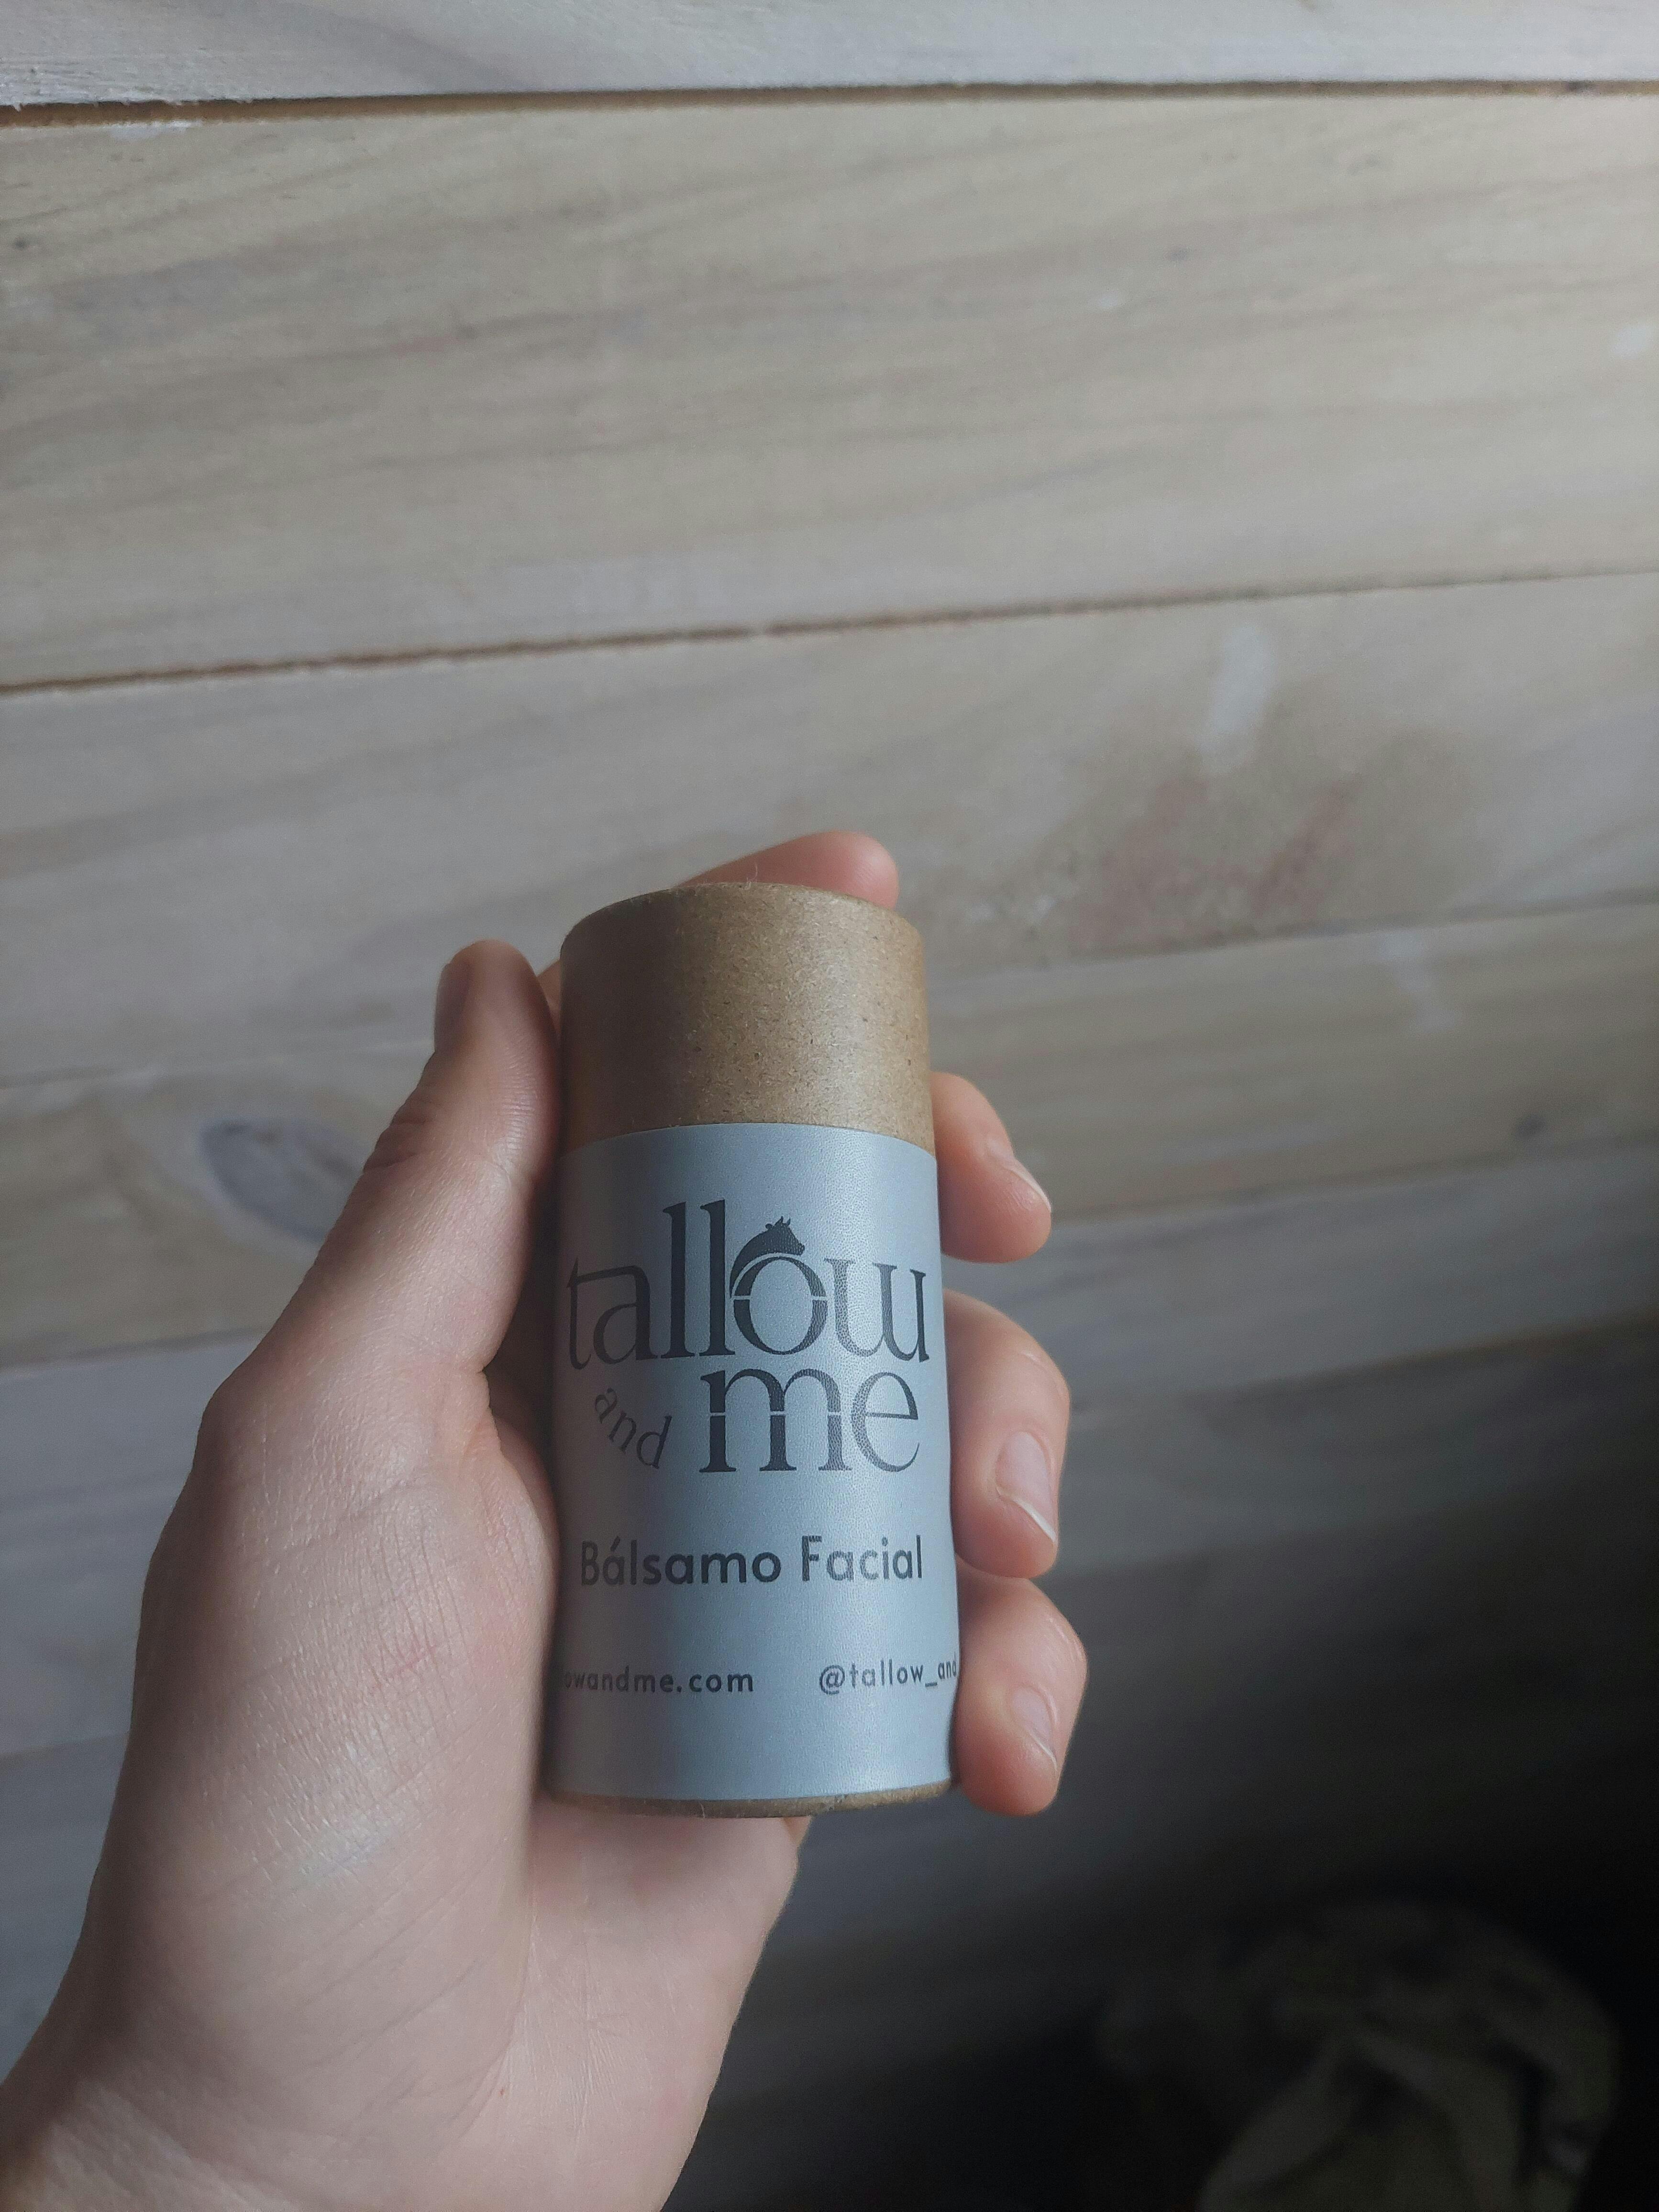 tallow
and me
Bálsamo Facial
owandme.com @tallow_and